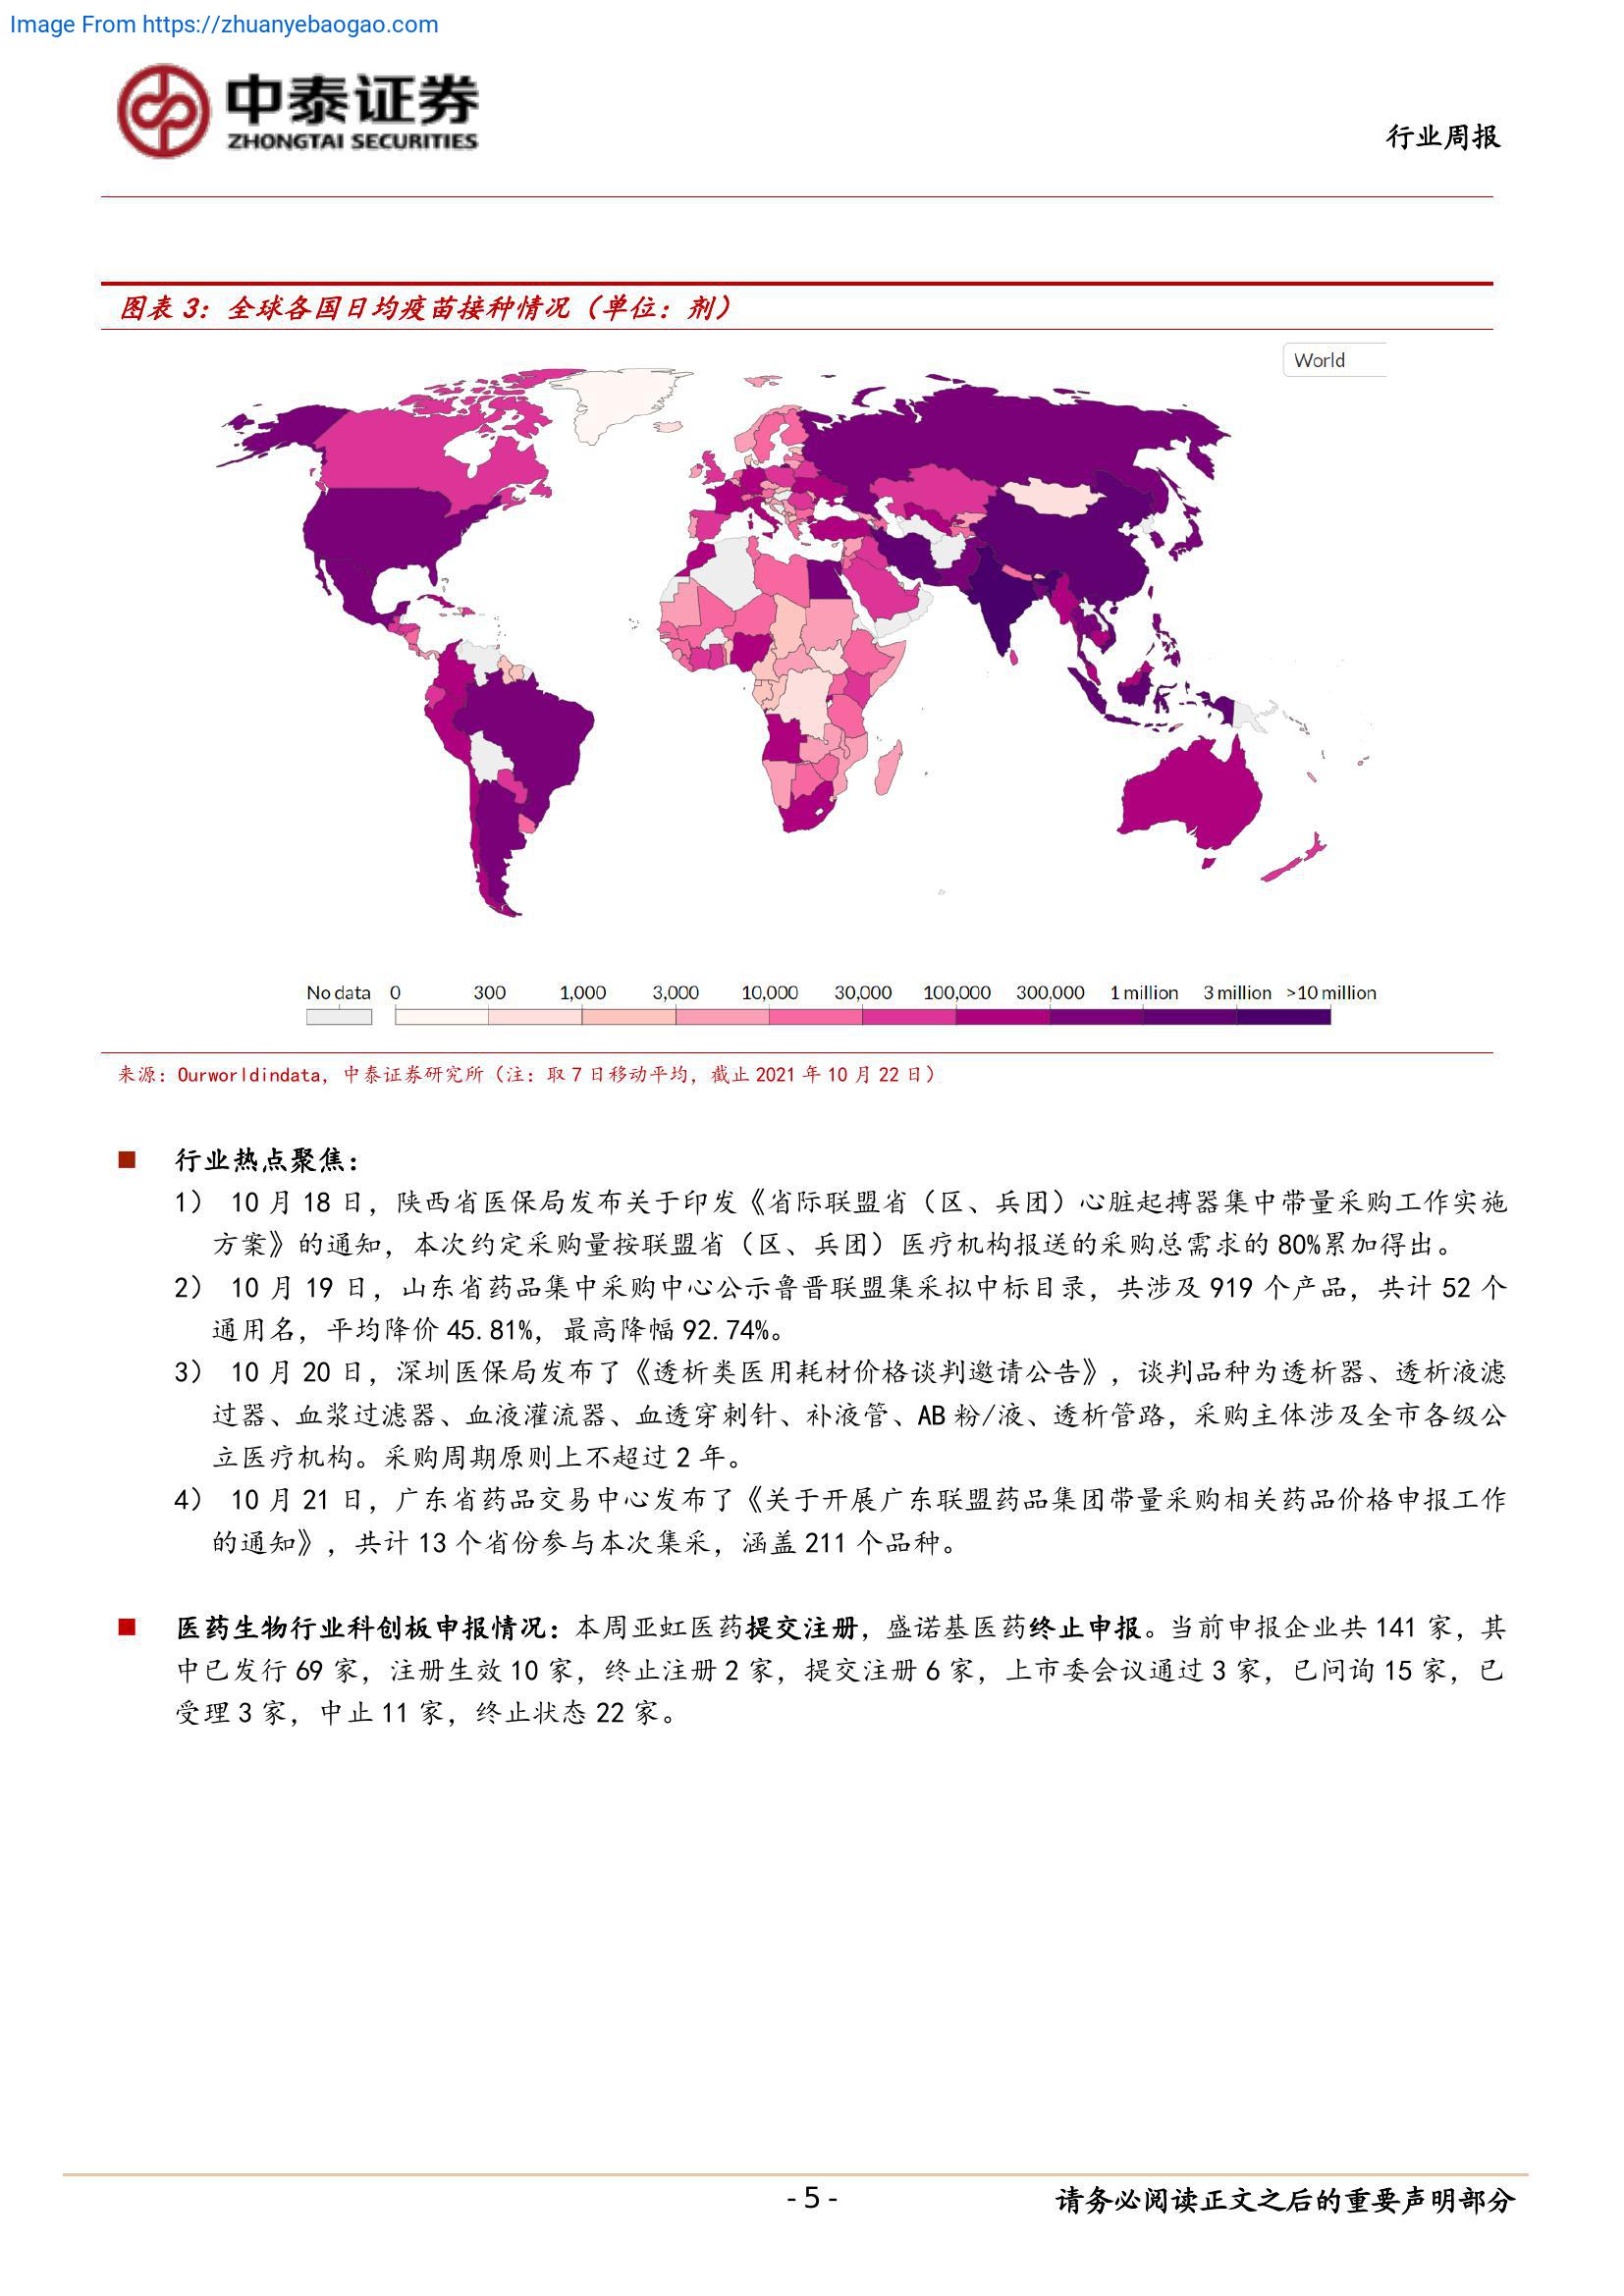 Image From https://zhuanyebaogao.com
中泰证券
ZHONGTAI SECURITIES
行业周报
图表 3：全球各国日均疫苗接种情况（单位：剂）
World
No data 0 300 1,000 3,000 10,000 30,000 100,000 300,000 1 million 3 million >10 million
来源：Ourworldindata，中泰证券研究所（注：取 7 日移动平均，截止 2021 年 10 月 22 日）
■ 行业热点聚焦：
1） 10 月 18 日，陕西省医保局发布关于印发《省际联盟省（区、兵团）心脏起搏器集中带量采购工作实施
方案》的通知，本次约定采购量按联盟省（区、兵团）医疗机构报送的采购总需求的 80%累加得出。
2） 10 月 19 日，山东省药品集中采购中心公示鲁晋联盟集采拟中标目录，共涉及 919 个产品，共计 52 个
通用名，平均降价 45.81%，最高降幅 92.74%。
3） 10 月 20 日，深圳医保局发布了《透析类医用耗材价格谈判邀请公告》，谈判品种为透析器、透析液滤
过器、血浆过滤器、血液灌流器、血透穿刺针、补液管、AB 粉/液、透析管路，采购主体涉及全市各级公
立医疗机构。采购周期原则上不超过 2 年。
4） 10 月 21 日，广东省药品交易中心发布了《关于开展广东联盟药品集团带量采购相关药品价格申报工作
的通知》，共计 13 个省份参与本次集采，涵盖 211 个品种。
■ 医药生物行业科创板申报情况：本周亚虹医药提交注册，盛诺基医药终止申报。当前申报企业共 141 家，其
中已发行 69 家，注册生效 10 家，终止注册 2 家，提交注册 6 家，上市委会议通过 3 家，已问询 15 家，已
受理 3 家，中止 11 家，终止状态 22 家。
- 5 -
请务必阅读正文之后的重要声明部分